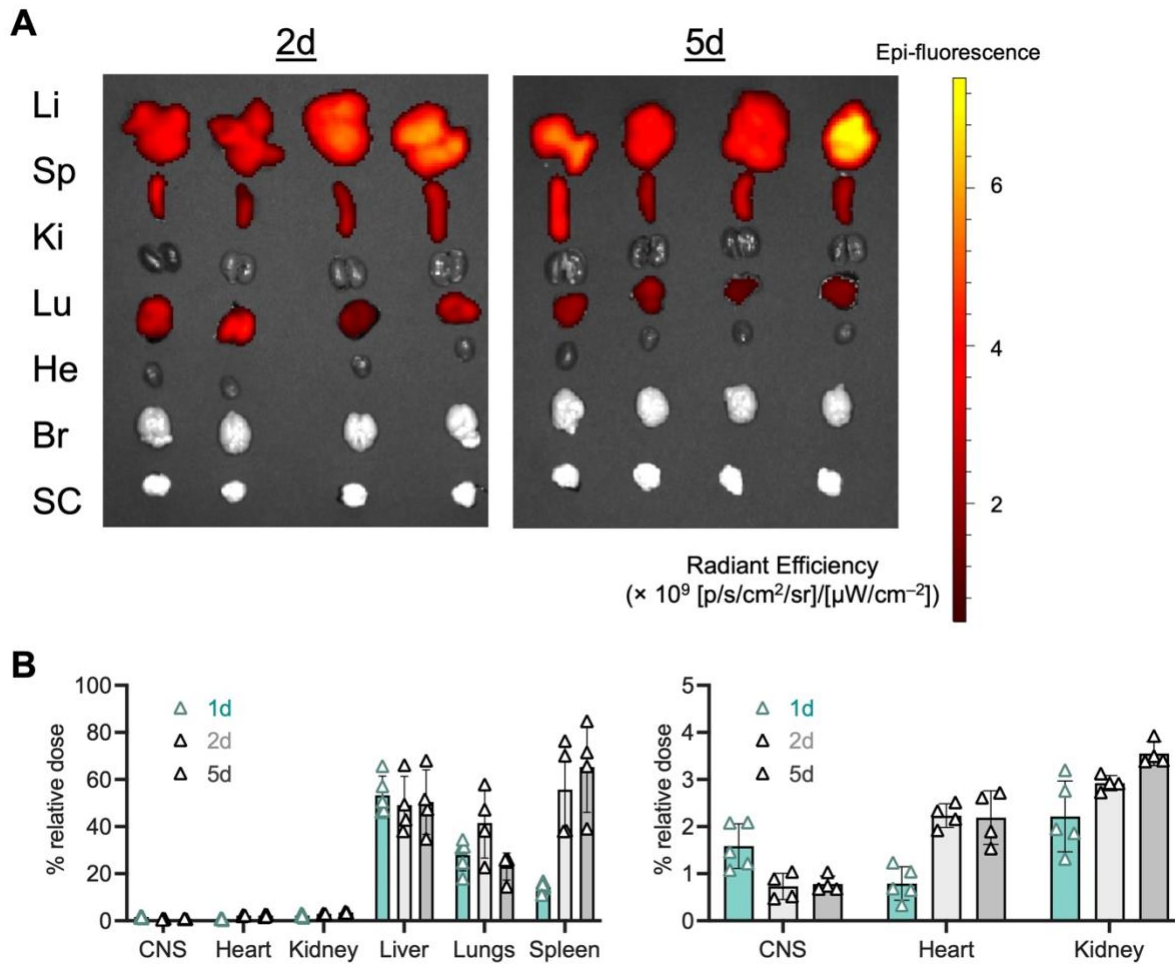 A
2d
5d
Epi-fluorescence
Li
Sp
Ki
Lu
He
Br
SC
6
4
2
Radiant Efficiency
(× 10⁹ [p/s/cm²/sr]/[µW/cm⁻²])
B
% relative dose
100
80
60
40
20
0
1d
2d
5d
CNS Heart Kidney Liver Lungs Spleen
% relative dose
5
4
3
2
1
0
1d
2d
5d
CNS Heart Kidney